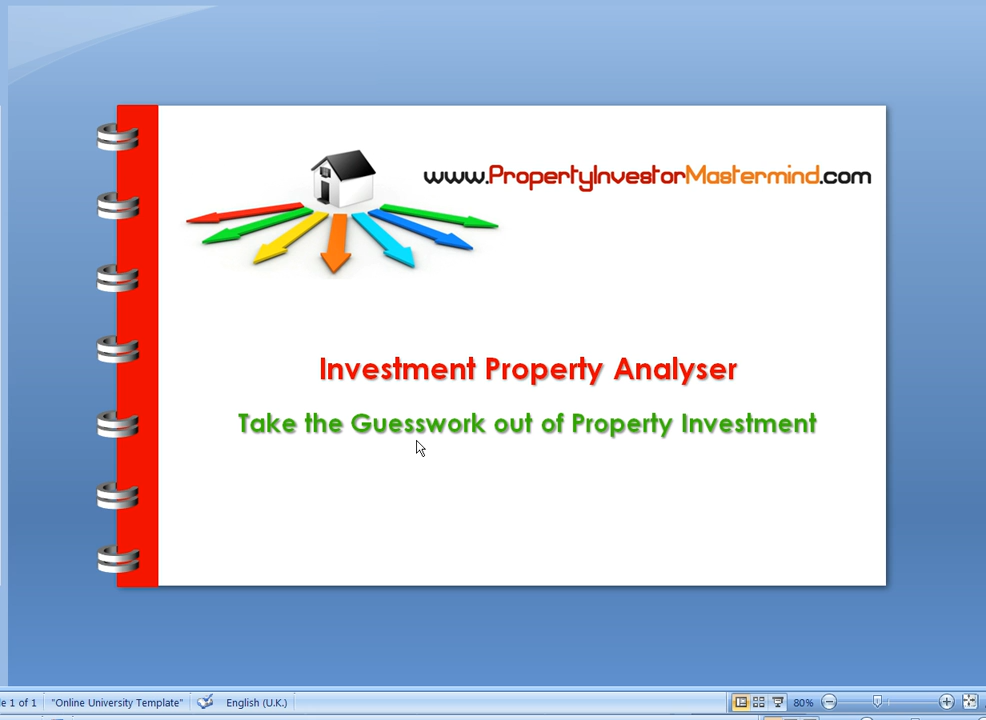 www.PropertyInvestorMastermind.com
Investment Property Analyser
Take the Guesswork out of Property Investment
1 of 1 "Online University Template" English (U.K.) 80%